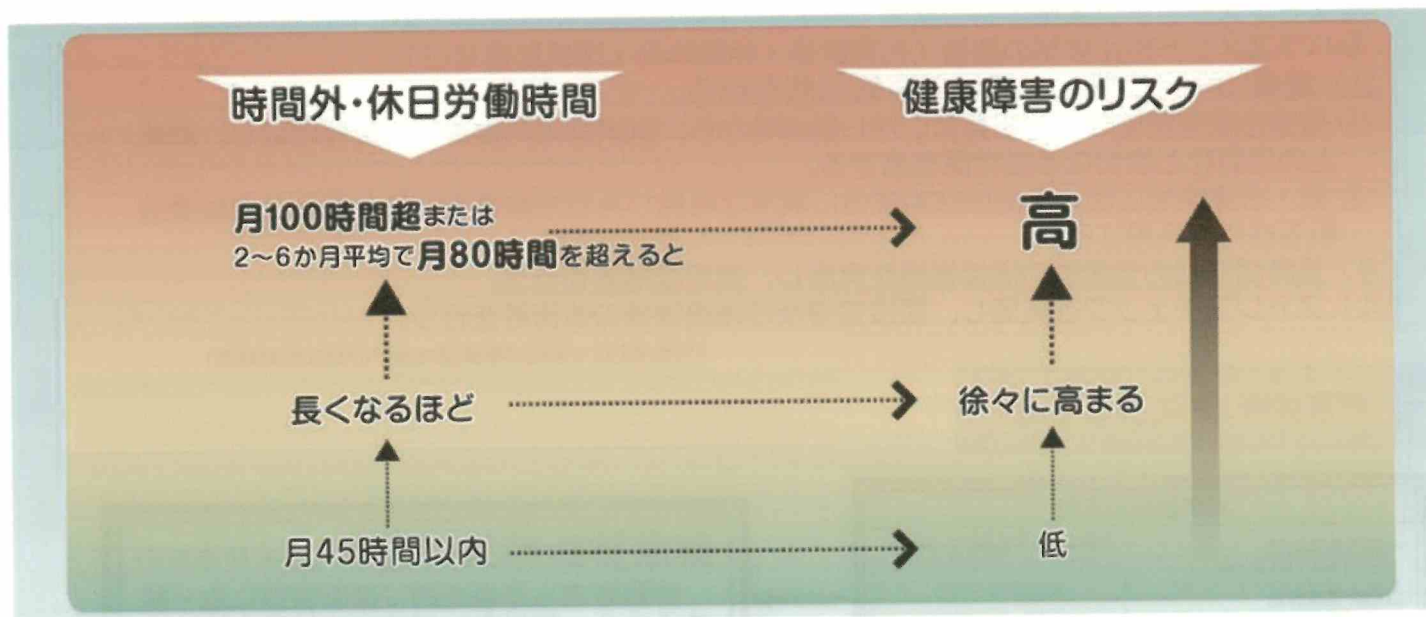 時間外・休日労働時間
健康障害のリスク
月100時間超または
2～6か月平均で月80時間を超えると
高
長くなるほど
徐々に高まる
月45時間以内
低